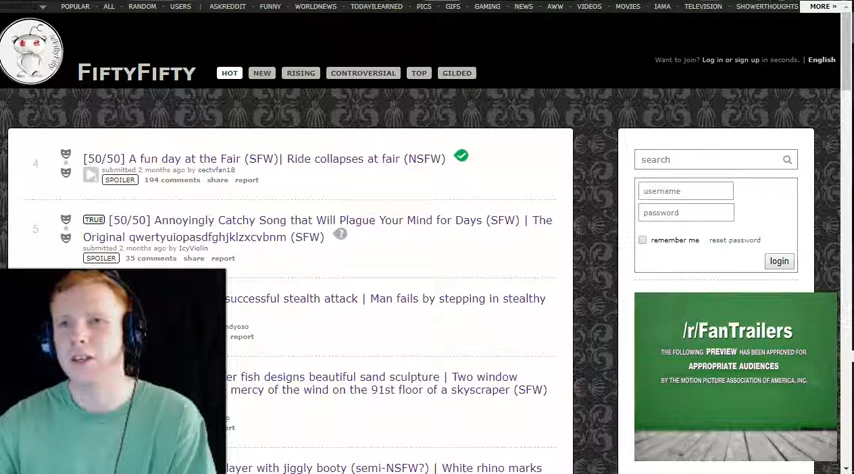 POPULAR - ALL - RANDOM - USERS | ASKREDDIT - FUNNY - WORLDNEWS - TODAYILEARNED - PICS - GIFS - GAMING - NEWS - AWW - VIDEOS - MOVIES - IAMA - TELEVISION - SHOWERTHOUGHTS MORE »
FIFTYFIFTY
HOT NEW RISING CONTROVERSIAL TOP GILDED
Want to join? Log in or sign up in seconds. | English
4
[50/50] A fun day at the Fair (SFW)| Ride collapses at fair (NSFW)
submitted 2 months ago by cectvfan18
SPOILER 194 comments share report
5
TRUE [50/50] Annoyingly Catchy Song that Will Plague Your Mind for Days (SFW) | The
Original qwertyuiopasdfghjklzxcvbnm (SFW) ?
submitted 2 months ago by IcyViolin
SPOILER 35 comments share report
successful stealth attack | Man fails by stepping in stealthy
ndyoso
report
er fish designs beautiful sand sculpture | Two window
mercy of the wind on the 91st floor of a skyscraper (SFW)
layer with jiggly booty (semi-NSFW?) | White rhino marks
search
username
password
remember me reset password
login
/r/FanTrailers
THE FOLLOWING PREVIEW HAS BEEN APPROVED FOR
APPROPRIATE AUDIENCES
BY THE MOTION PICTURE ASSOCIATION OF AMERICA, INC.